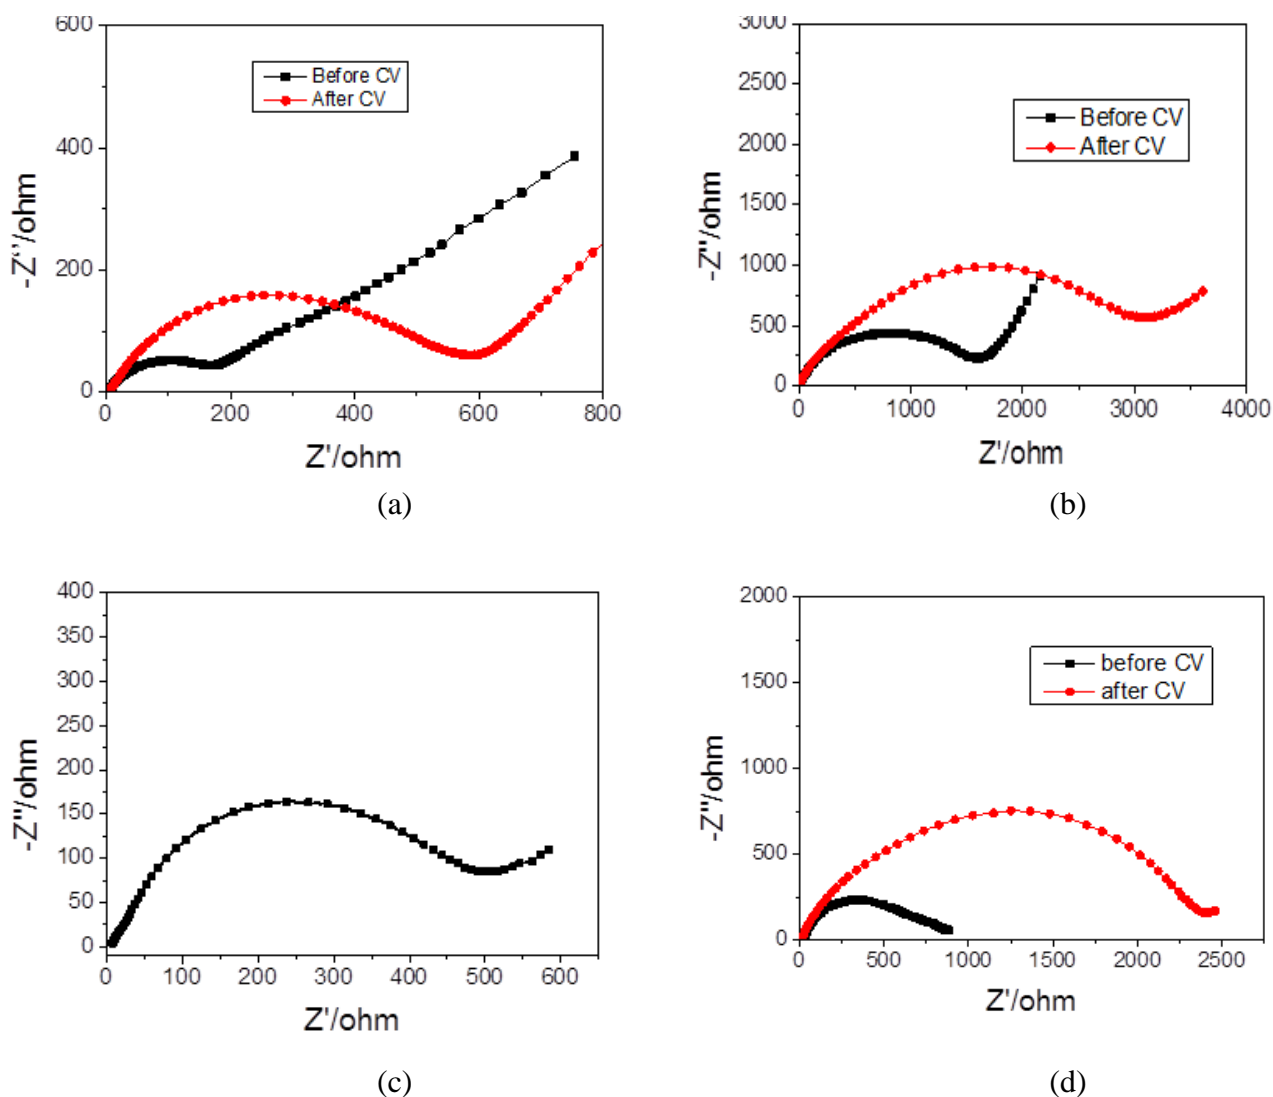 600
400
200
0
-Z''/ohm
Before CV
After CV
0 200 400 600 800
Z'/ohm
(a)
3000
2500
2000
1500
1000
500
0
-Z''/ohm
Before CV
After CV
0 1000 2000 3000 4000
Z'/ohm
(b)
400
350
300
250
200
150
100
50
0
-Z''/ohm
0 100 200 300 400 500 600
Z'/ohm
(c)
2000
1500
1000
500
0
-Z''/ohm
before CV
after CV
0 500 1000 1500 2000 2500
Z'/ohm
(d)